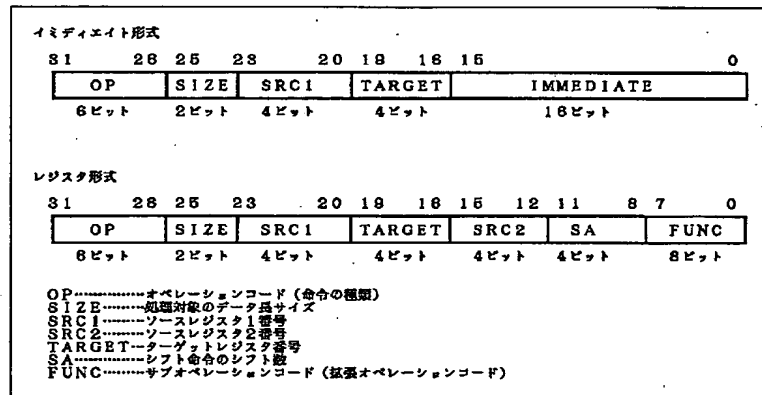 イミディエイト形式
31 26 25 23 20 19 16 15 0
OP SIZE SRC1 TARGET IMMEDIATE
6ビット 2ビット 4ビット 4ビット 16ビット
レジスタ形式
31 26 25 23 20 19 16 15 12 11 8 7 0
OP SIZE SRC1 TARGET SRC2 SA FUNC
6ビット 2ビット 4ビット 4ビット 4ビット 4ビット 8ビット
OP…………オペレーションコード（命令の種類）
SIZE………処理対象のデータ長サイズ
SRC1………ソースレジスタ1番号
SRC2………ソースレジスタ2番号
TARGET…ターゲットレジスタ番号
SA…………シフト命令のシフト数
FUNC………サブオペレーションコード（拡張オペレーションコード）